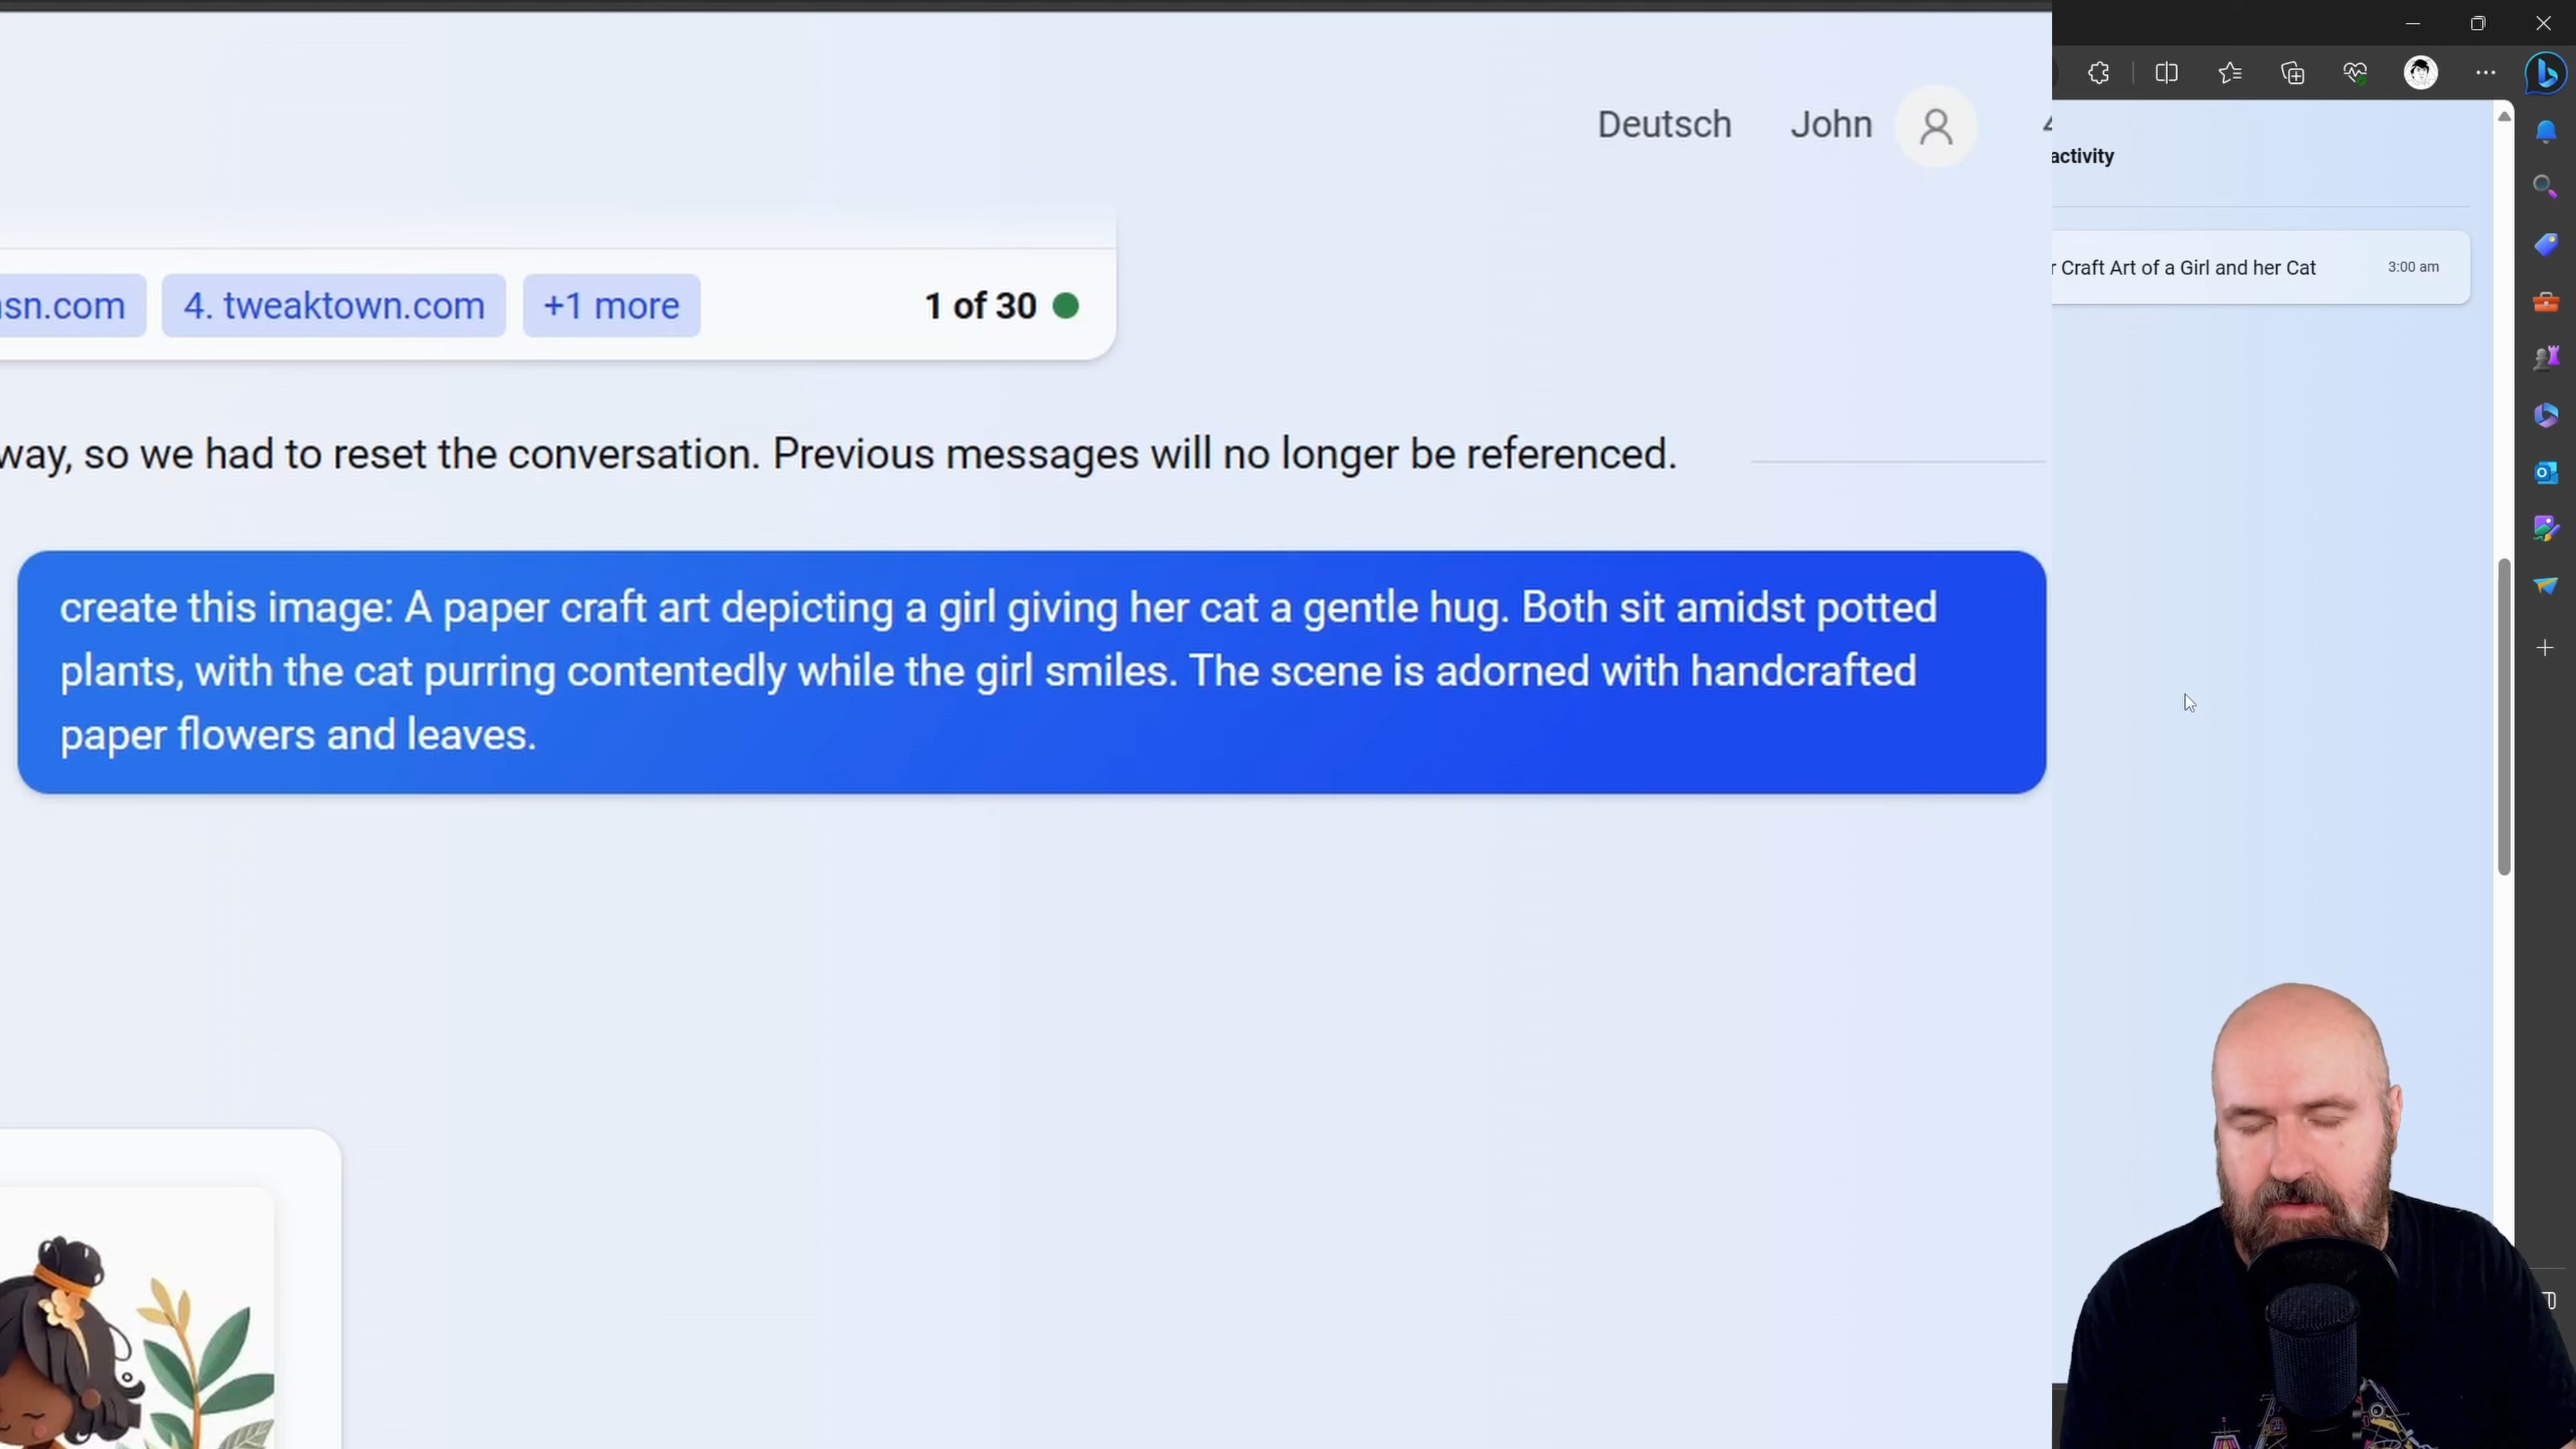 Deutsch John
activity
Craft Art of a Girl and her Cat 3:00 am
sn.com 4. tweaktown.com +1 more 1 of 30
way, so we had to reset the conversation. Previous messages will no longer be referenced.
create this image: A paper craft art depicting a girl giving her cat a gentle hug. Both sit amidst potted
plants, with the cat purring contentedly while the girl smiles. The scene is adorned with handcrafted
paper flowers and leaves.